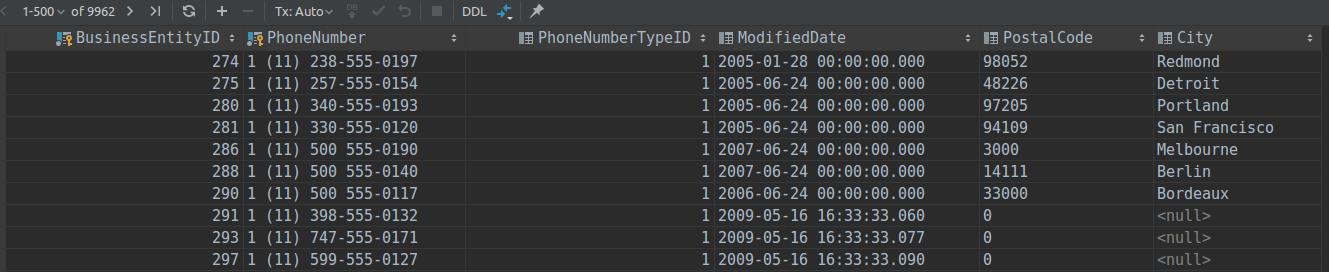 1-500 of 9962 Tx: Auto DB DDL
BusinessEntityID PhoneNumber PhoneNumberTypeID ModifiedDate PostalCode City
274 1 (11) 238-555-0197 1 2005-01-28 00:00:00.000 98052 Redmond
275 1 (11) 257-555-0154 1 2005-06-24 00:00:00.000 48226 Detroit
280 1 (11) 340-555-0193 1 2005-06-24 00:00:00.000 97205 Portland
281 1 (11) 330-555-0120 1 2005-06-24 00:00:00.000 94109 San Francisco
286 1 (11) 500 555-0190 1 2007-06-24 00:00:00.000 3000 Melbourne
288 1 (11) 500 555-0140 1 2007-06-24 00:00:00.000 14111 Berlin
290 1 (11) 500 555-0117 1 2006-06-24 00:00:00.000 33000 Bordeaux
291 1 (11) 398-555-0132 1 2009-05-16 16:33:33.060 0 <null>
293 1 (11) 747-555-0171 1 2009-05-16 16:33:33.077 0 <null>
297 1 (11) 599-555-0127 1 2009-05-16 16:33:33.090 0 <null>